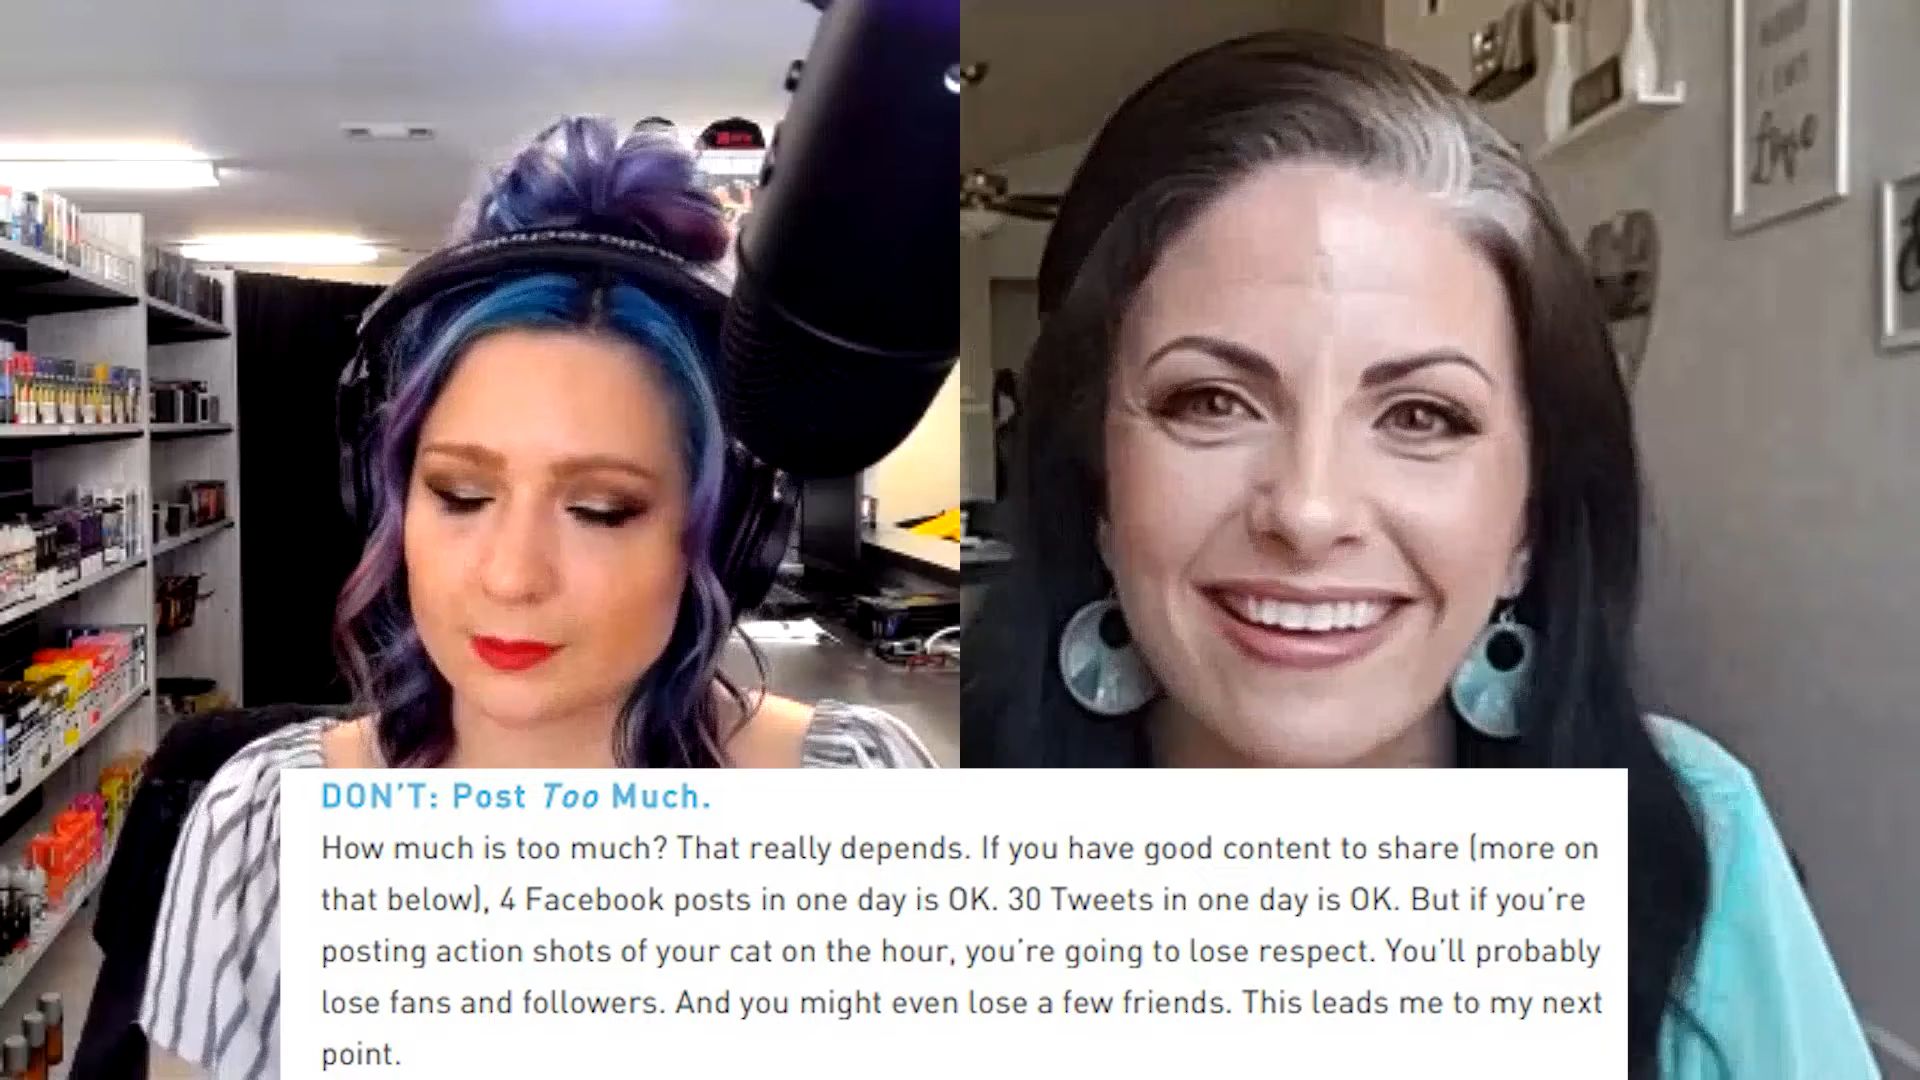 DON'T: Post Too Much.
How much is too much? That really depends. If you have good content to share (more on
that below), 4 Facebook posts in one day is OK. 30 Tweets in one day is OK. But if you're
posting action shots of your cat on the hour, you're going to lose respect. You'll probably
lose fans and followers. And you might even lose a few friends. This leads me to my next
point.